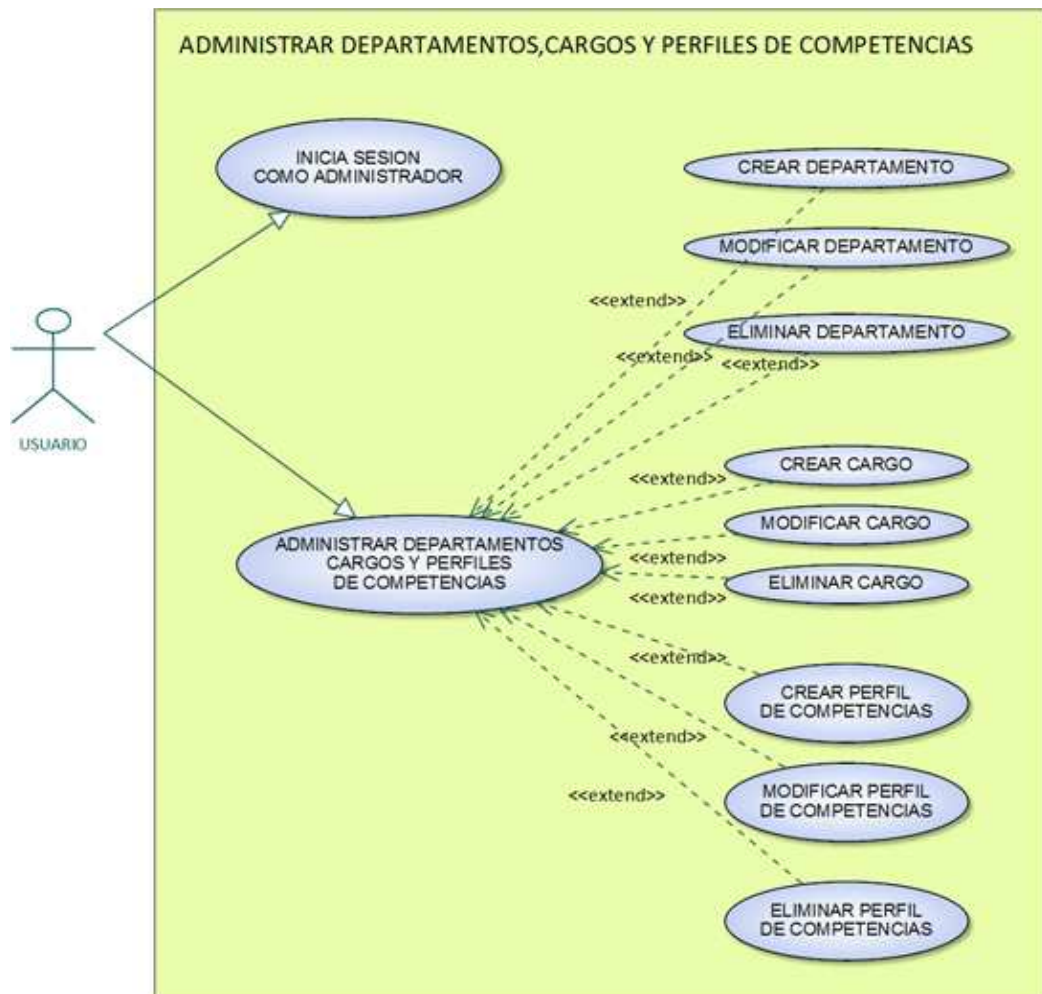 ADMINISTRAR DEPARTAMENTOS,CARGOS Y PERFILES DE COMPETENCIAS
INICIA SESION
COMO ADMINISTRADOR
CREAR DEPARTAMENTO
MODIFICAR DEPARTAMENTO
<<extend>>
ELIMINAR DEPARTAMENTO
<<extend>>
<<extend>>
USUARIO
CREAR CARGO
<<extend>>
MODIFICAR CARGO
ADMINISTRAR DEPARTAMENTOS
CARGOS Y PERFILES
DE COMPETENCIAS
<<extend>>
ELIMINAR CARGO
<<extend>>
<<extend>>
CREAR PERFIL
DE COMPETENCIAS
<<extend>>
MODIFICAR PERFIL
DE COMPETENCIAS
<<extend>>
ELIMINAR PERFIL
DE COMPETENCIAS